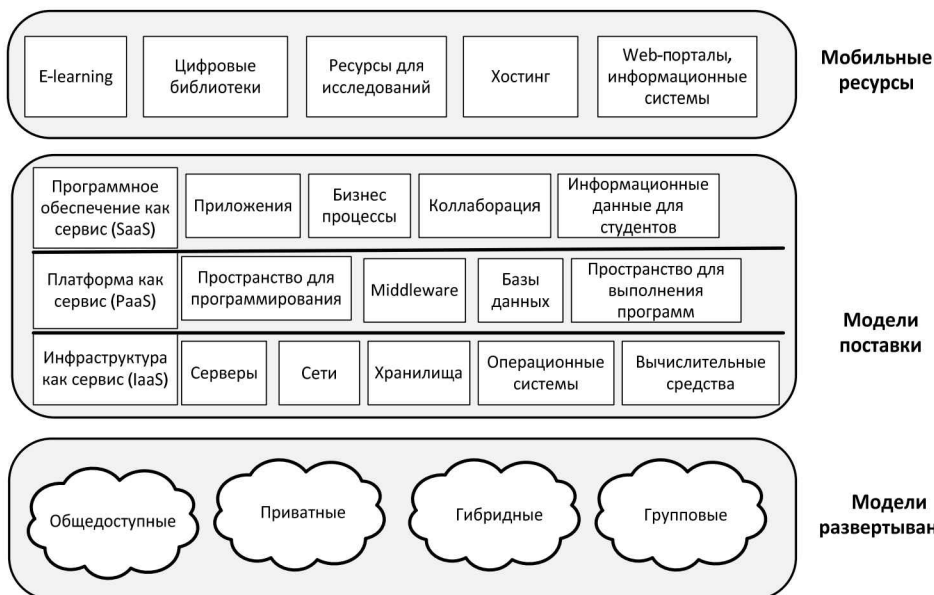 E-learning
Цифровые
библиотеки
Ресурсы для
исследований
Хостинг
Web-порталы,
информационные
системы
Мобильные
ресурсы
Программное
обеспечение как
сервис (SaaS)
Приложения
Бизнес
процессы
Коллаборация
Информационные
данные для
студентов
Платформа как
сервис (PaaS)
Пространство для
программирования
Middleware
Базы
данных
Пространство для
выполнения
программ
Инфраструктура
как сервис (IaaS)
Серверы
Сети
Хранилища
Операционные
системы
Вычислительные
средства
Модели
поставки
Общедоступные
Приватные
Гибридные
Групповые
Модели
развертыван